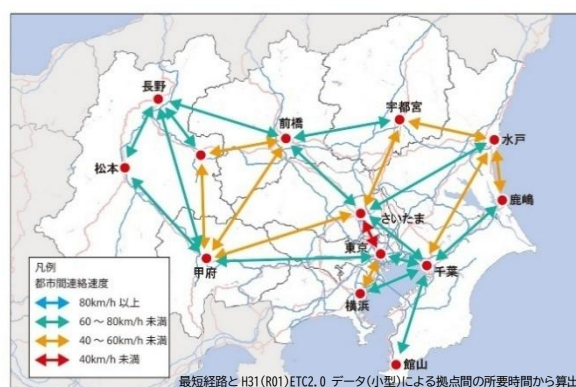 長野
前橋
宇都宮
水戸
松本
鹿嶋
さいたま
東京
甲府
千葉
横浜
館山
凡例
都市間連絡速度
80km/h 以上
60 ~ 80km/h 未満
40 ~ 60km/h 未満
40km/h 未満
最短経路と H31(R01)ETC2.0 データ(小型)による拠点間の所要時間から算出